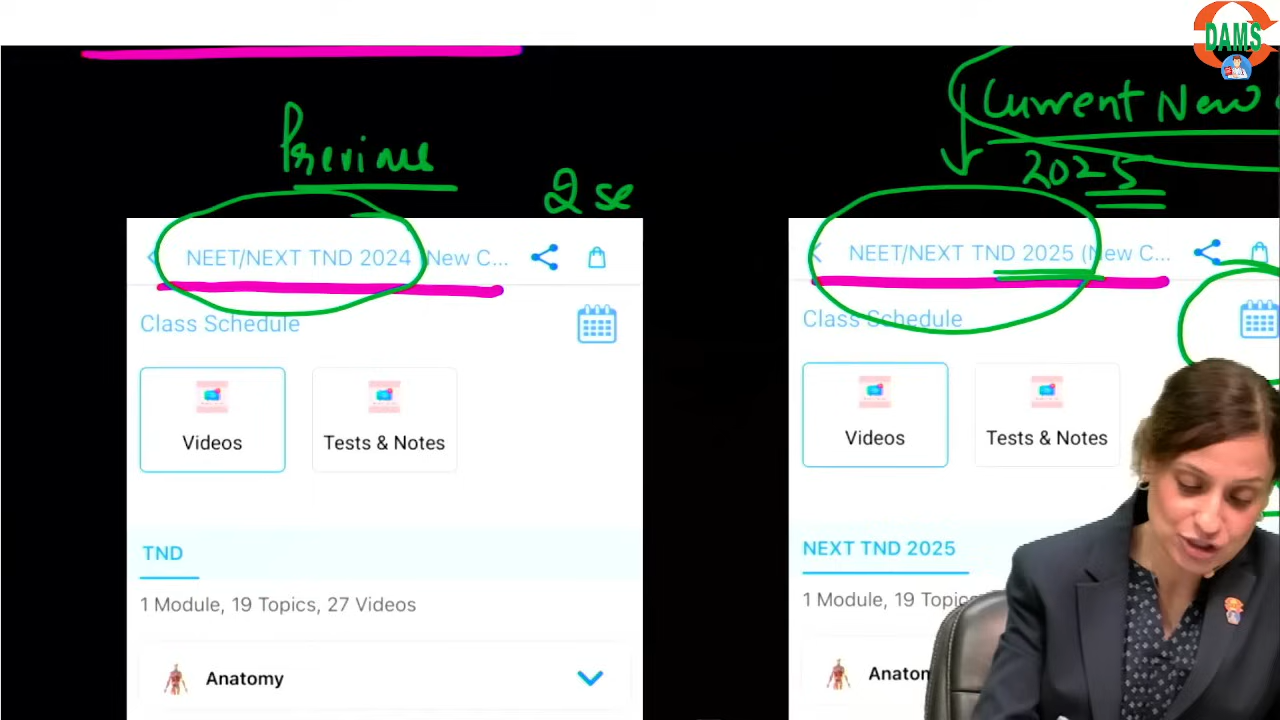 DAMS
Previous
2 se
NEET/NEXT TND 2024 (New C...
Class Schedule
Videos
Tests & Notes
TND
1 Module, 19 Topics, 27 Videos
Anatomy
Current New
2025
NEET/NEXT TND 2025 (New C...
Class Schedule
Videos
Tests & Notes
NEXT TND 2025
1 Module, 19 Topic
Anaton